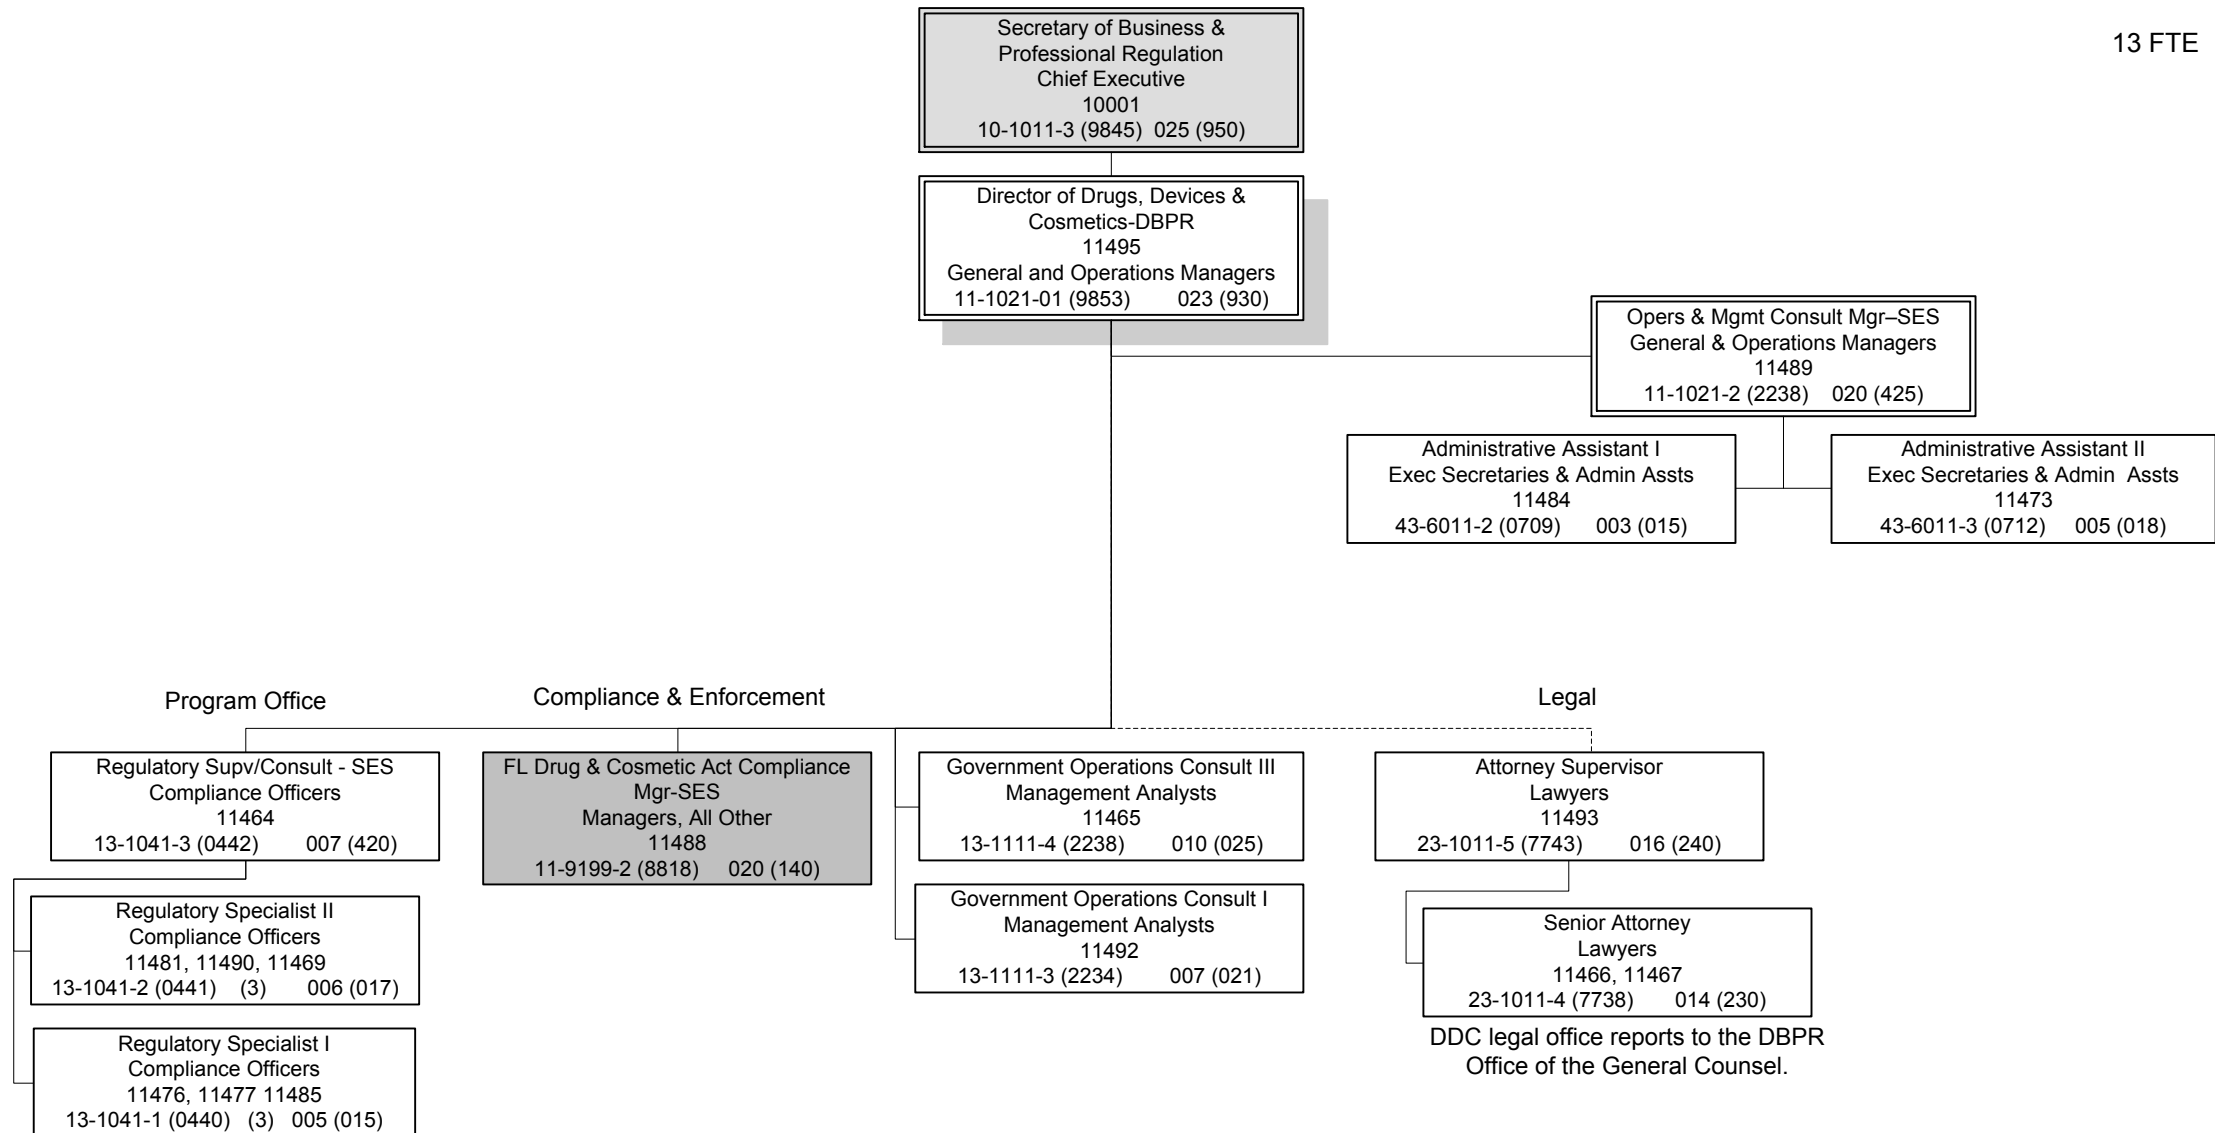 13 FTE
Secretary of Business &
Professional Regulation
Chief Executive
10001
10-1011-3 (9845) 025 (950)
Director of Drugs, Devices &
Cosmetics-DBPR
11495
General and Operations Managers
11-1021-01 (9853) 023 (930)
Opers & Mgmt Consult Mgr–SES
General & Operations Managers
11489
11-1021-2 (2238) 020 (425)
Administrative Assistant I
Exec Secretaries & Admin Assts
11484
43-6011-2 (0709) 003 (015)
Administrative Assistant II
Exec Secretaries & Admin Assts
11473
43-6011-3 (0712) 005 (018)
Program Office
Regulatory Supv/Consult - SES
Compliance Officers
11464
13-1041-3 (0442) 007 (420)
Regulatory Specialist II
Compliance Officers
11481, 11490, 11469
13-1041-2 (0441) (3) 006 (017)
Regulatory Specialist I
Compliance Officers
11476, 11477 11485
13-1041-1 (0440) (3) 005 (015)
Compliance & Enforcement
FL Drug & Cosmetic Act Compliance
Mgr-SES
Managers, All Other
11488
11-9199-2 (8818) 020 (140)
Government Operations Consult III
Management Analysts
11465
13-1111-4 (2238) 010 (025)
Government Operations Consult I
Management Analysts
11492
13-1111-3 (2234) 007 (021)
Legal
Attorney Supervisor
Lawyers
11493
23-1011-5 (7743) 016 (240)
Senior Attorney
Lawyers
11466, 11467
23-1011-4 (7738) 014 (230)
DDC legal office reports to the DBPR
Office of the General Counsel.